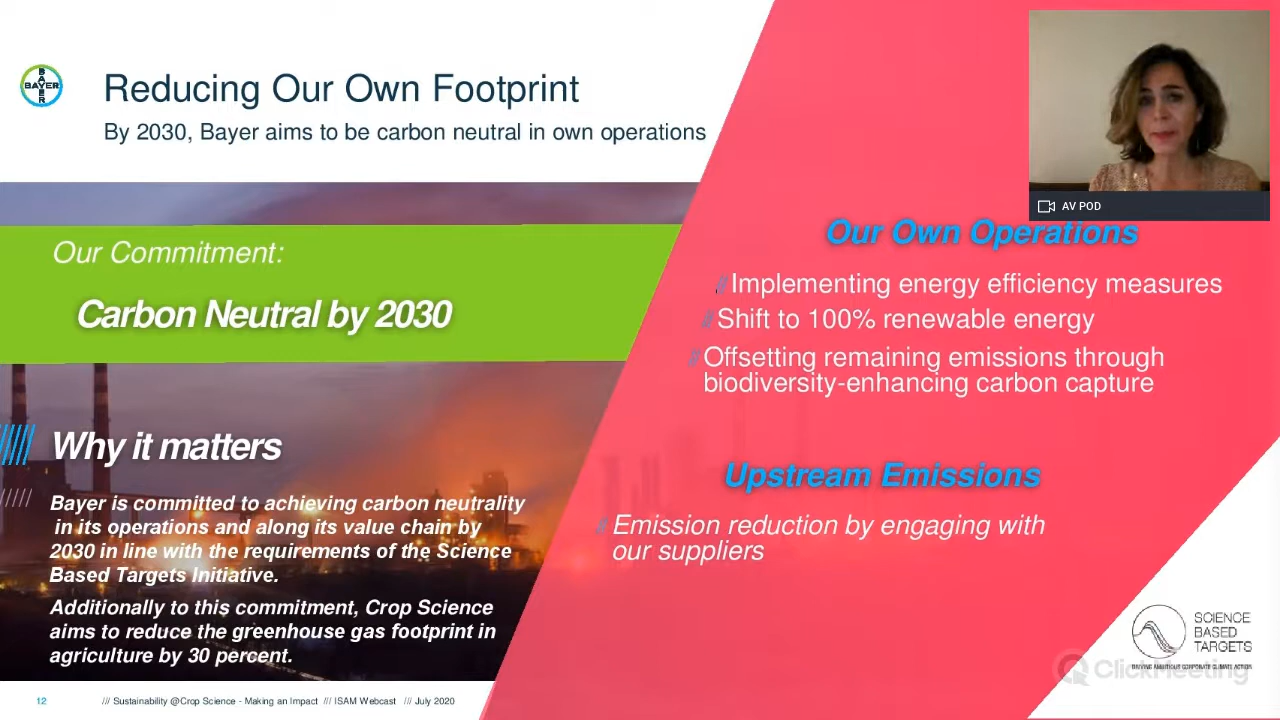 BAYER
BAYER
Reducing Our Own Footprint
By 2030, Bayer aims to be carbon neutral in own operations
AV POD
Our Commitment:
Carbon Neutral by 2030
Our Own Operations
/// Implementing energy efficiency measures
/// Shift to 100% renewable energy
/// Offsetting remaining emissions through
biodiversity-enhancing carbon capture
Why it matters
Bayer is committed to achieving carbon neutrality
in its operations and along its value chain by
2030 in line with the requirements of the Science
Based Targets Initiative.
Additionally to this commitment, Crop Science
aims to reduce the greenhouse gas footprint in
agriculture by 30 percent.
Upstream Emissions
/// Emission reduction by engaging with
our suppliers
SCIENCE
BASED
TARGETS
DRIVING AMBITIOUS CORPORATE CLIMATE ACTION
ClickMeeting
12
/// Sustainability @Crop Science - Making an Impact /// ISAM Webcast /// July 2020